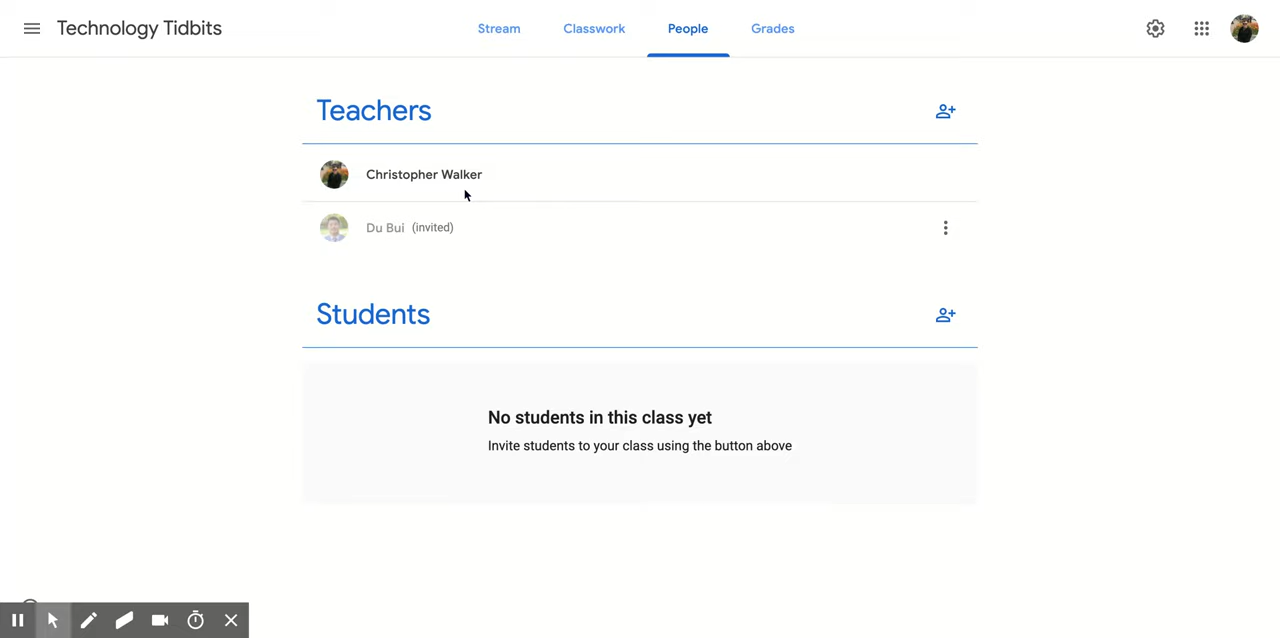 Technology Tidbits
Stream Classwork People Grades
Teachers
Christopher Walker
Du Bui (invited)
Students
No students in this class yet
Invite students to your class using the button above